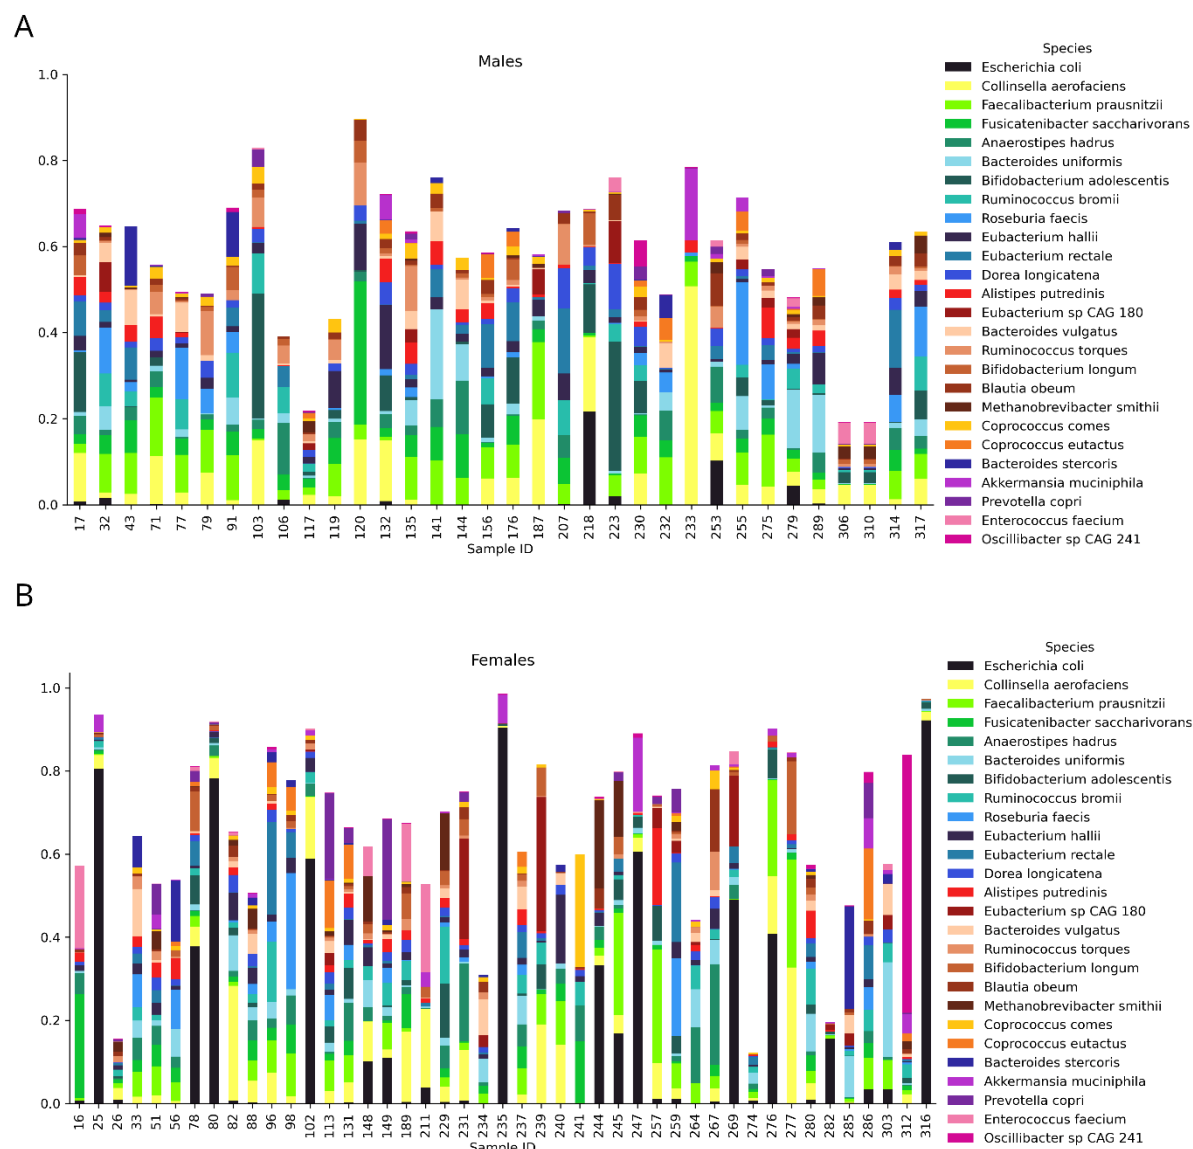 A
Males
1.0
0.8
0.6
0.4
0.2
0.0
17 32 43 71 77 79 91 103 106 117 119 120 132 135 141 144 156 176 187 207 218 223 230 232 233 253 255 275 279 289 306 310 314 317
Sample ID
Species
Escherichia coli
Collinsella aerofaciens
Faecalibacterium prausnitzii
Fusicatenibacter saccharivorans
Anaerostipes hadrus
Bacteroides uniformis
Bifidobacterium adolescentis
Ruminococcus bromii
Roseburia faecis
Eubacterium hallii
Eubacterium rectale
Dorea longicatena
Alistipes putredinis
Eubacterium sp CAG 180
Bacteroides vulgatus
Ruminococcus torques
Bifidobacterium longum
Blautia obeum
Methanobrevibacter smithii
Coprococcus comes
Coprococcus eutactus
Bacteroides stercoris
Akkermansia muciniphila
Prevotella copri
Enterococcus faecium
Oscillibacter sp CAG 241
B
Females
1.0
0.8
0.6
0.4
0.2
0.0
16 25 26 33 51 56 78 80 82 88 96 98 102 113 131 148 149 189 211 229 231 234 235 237 239 240 241 244 245 247 257 259 264 267 269 274 276 277 280 282 285 286 303 312 316
Sample ID
Species
Escherichia coli
Collinsella aerofaciens
Faecalibacterium prausnitzii
Fusicatenibacter saccharivorans
Anaerostipes hadrus
Bacteroides uniformis
Bifidobacterium adolescentis
Ruminococcus bromii
Roseburia faecis
Eubacterium hallii
Eubacterium rectale
Dorea longicatena
Alistipes putredinis
Eubacterium sp CAG 180
Bacteroides vulgatus
Ruminococcus torques
Bifidobacterium longum
Blautia obeum
Methanobrevibacter smithii
Coprococcus comes
Coprococcus eutactus
Bacteroides stercoris
Akkermansia muciniphila
Prevotella copri
Enterococcus faecium
Oscillibacter sp CAG 241